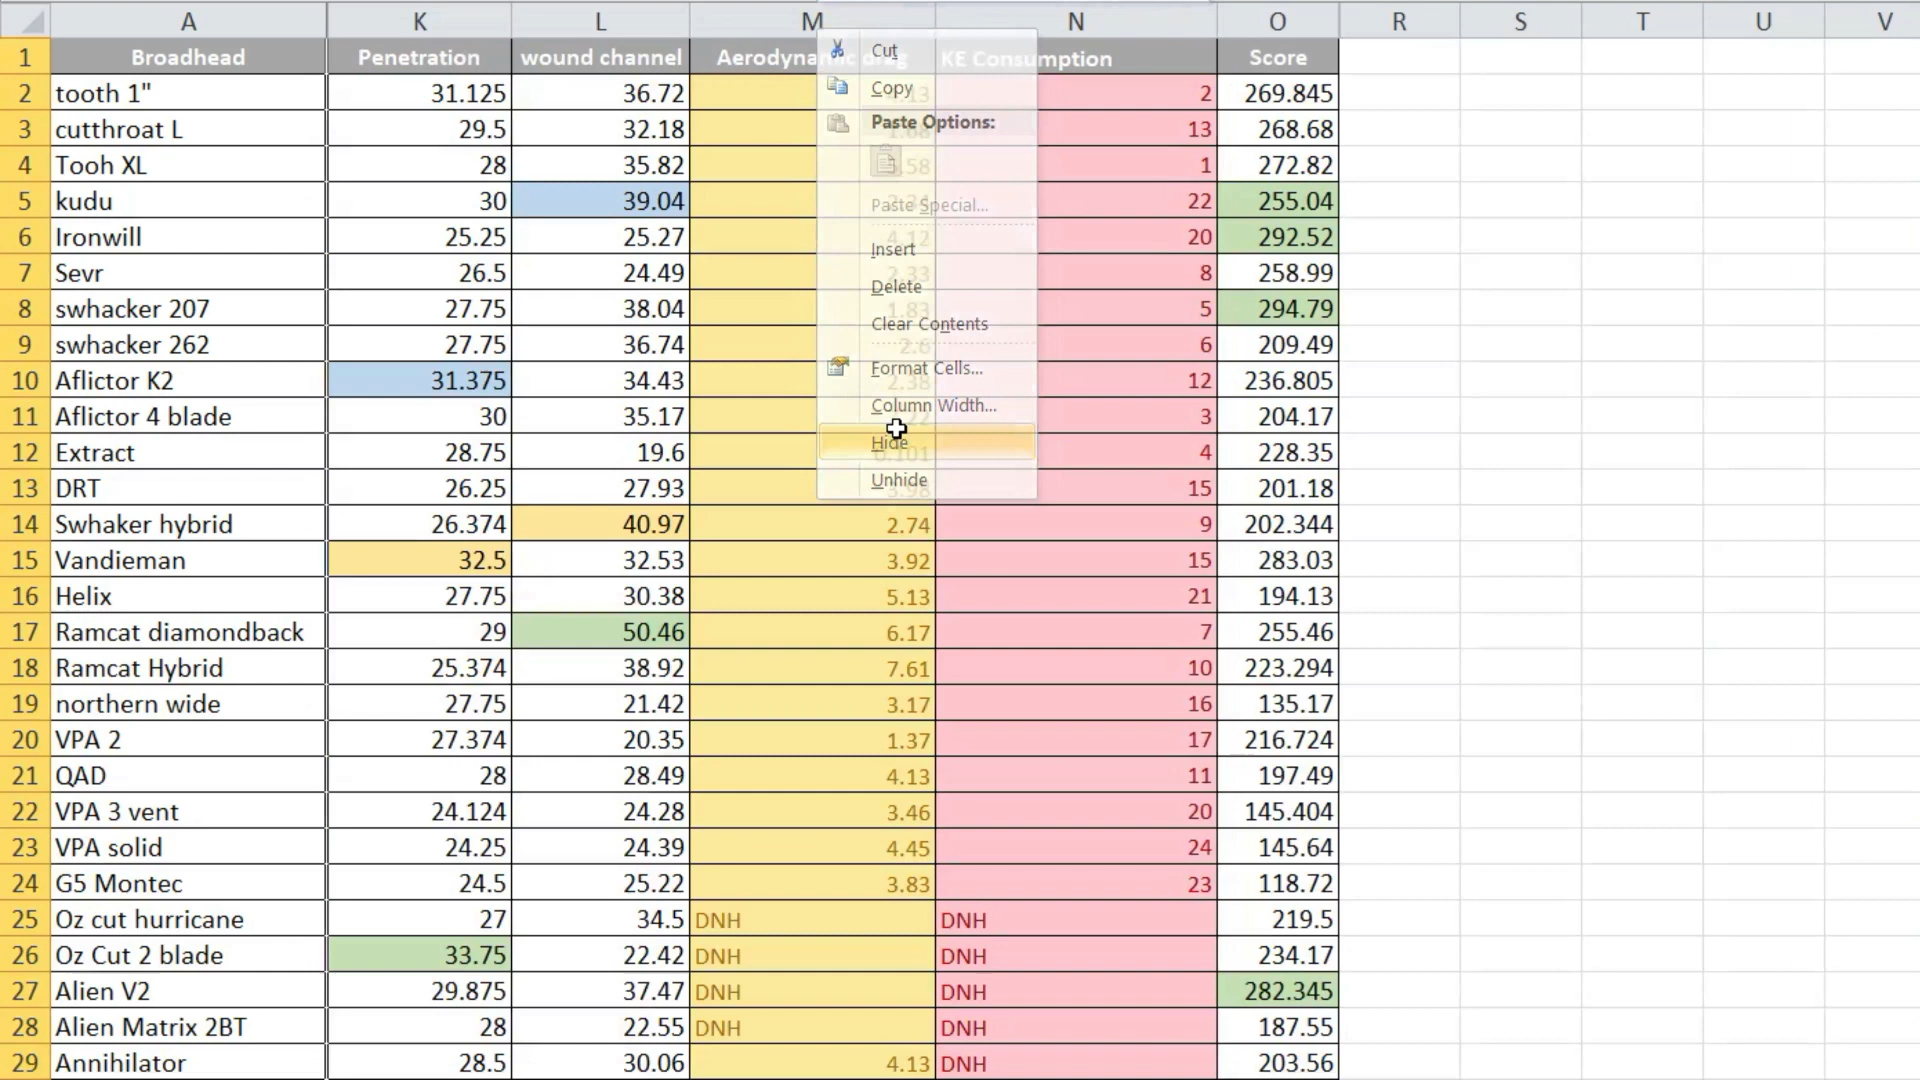 A K L M N O R S T U V
1 Broadhead Penetration wound channel Aerodynamic drag KE Consumption Score
2 tooth 1" 31.125 36.72 2 269.845
3 cutthroat L 29.5 32.18 13 268.68
4 Tooh XL 28 35.82 1 272.82
5 kudu 30 39.04 22 255.04
6 Ironwill 25.25 25.27 4.12 20 292.52
7 Sevr 26.5 24.49 2.33 8 258.99
8 swhacker 207 27.75 38.04 1.83 5 294.79
9 swhacker 262 27.75 36.74 2.6 6 209.49
10 Aflictor K2 31.375 34.43 2.38 12 236.805
11 Aflictor 4 blade 30 35.17 3 204.17
12 Extract 28.75 19.6 4 228.35
13 DRT 26.25 27.93 3.98 15 201.18
14 Swhaker hybrid 26.374 40.97 2.74 9 202.344
15 Vandieman 32.5 32.53 3.92 15 283.03
16 Helix 27.75 30.38 5.13 21 194.13
17 Ramcat diamondback 29 50.46 6.17 7 255.46
18 Ramcat Hybrid 25.374 38.92 7.61 10 223.294
19 northern wide 27.75 21.42 3.17 16 135.17
20 VPA 2 27.374 20.35 1.37 17 216.724
21 QAD 28 28.49 4.13 11 197.49
22 VPA 3 vent 24.124 24.28 3.46 20 145.404
23 VPA solid 24.25 24.39 4.45 24 145.64
24 G5 Montec 24.5 25.22 3.83 23 118.72
25 Oz cut hurricane 27 34.5 DNH DNH 219.5
26 Oz Cut 2 blade 33.75 22.42 DNH DNH 234.17
27 Alien V2 29.875 37.47 DNH DNH 282.345
28 Alien Matrix 2BT 28 22.55 DNH DNH 187.55
29 Annihilator 28.5 30.06 4.13 DNH 203.56
Cut
Copy
Paste Options:
Paste Special...
Insert
Delete
Clear Contents
Format Cells...
Column Width...
Hide
Unhide